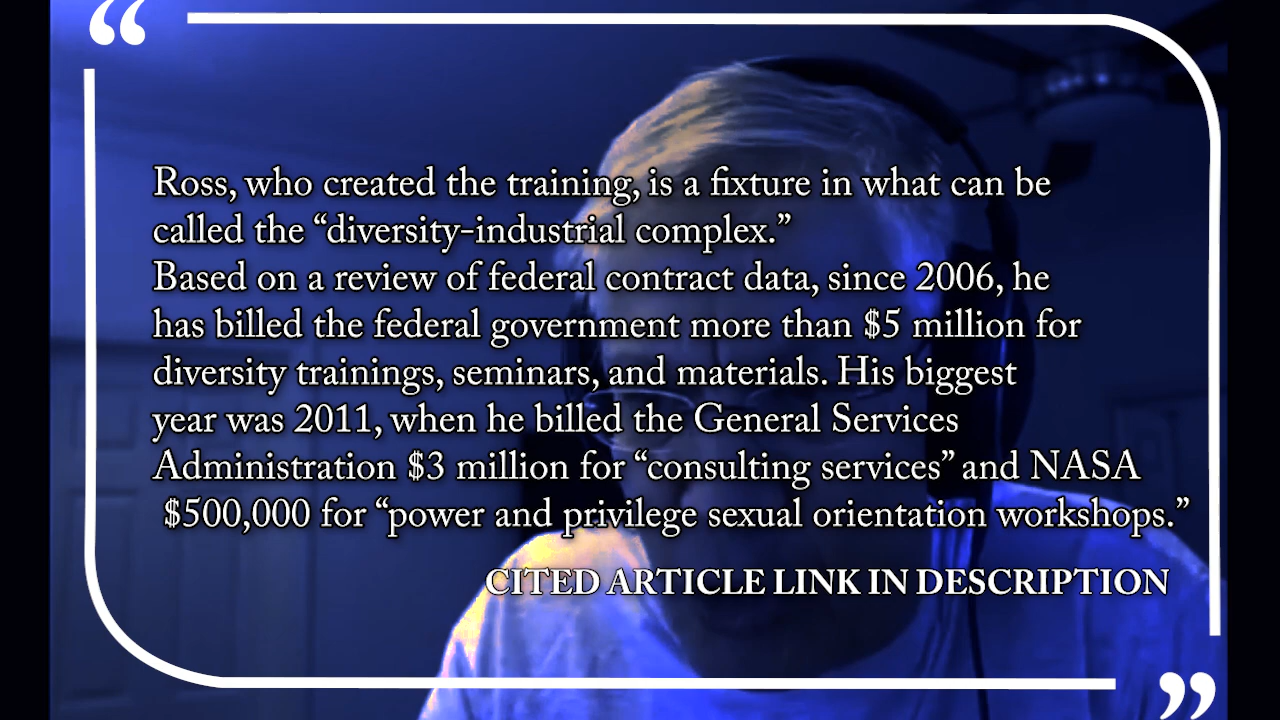 “
Ross, who created the training, is a fixture in what can be
called the “diversity-industrial complex.”
Based on a review of federal contract data, since 2006, he
has billed the federal government more than $5 million for
diversity trainings, seminars, and materials. His biggest
year was 2011, when he billed the General Services
Administration $3 million for “consulting services” and NASA
$500,000 for “power and privilege sexual orientation workshops.”
CITED ARTICLE LINK IN DESCRIPTION
”